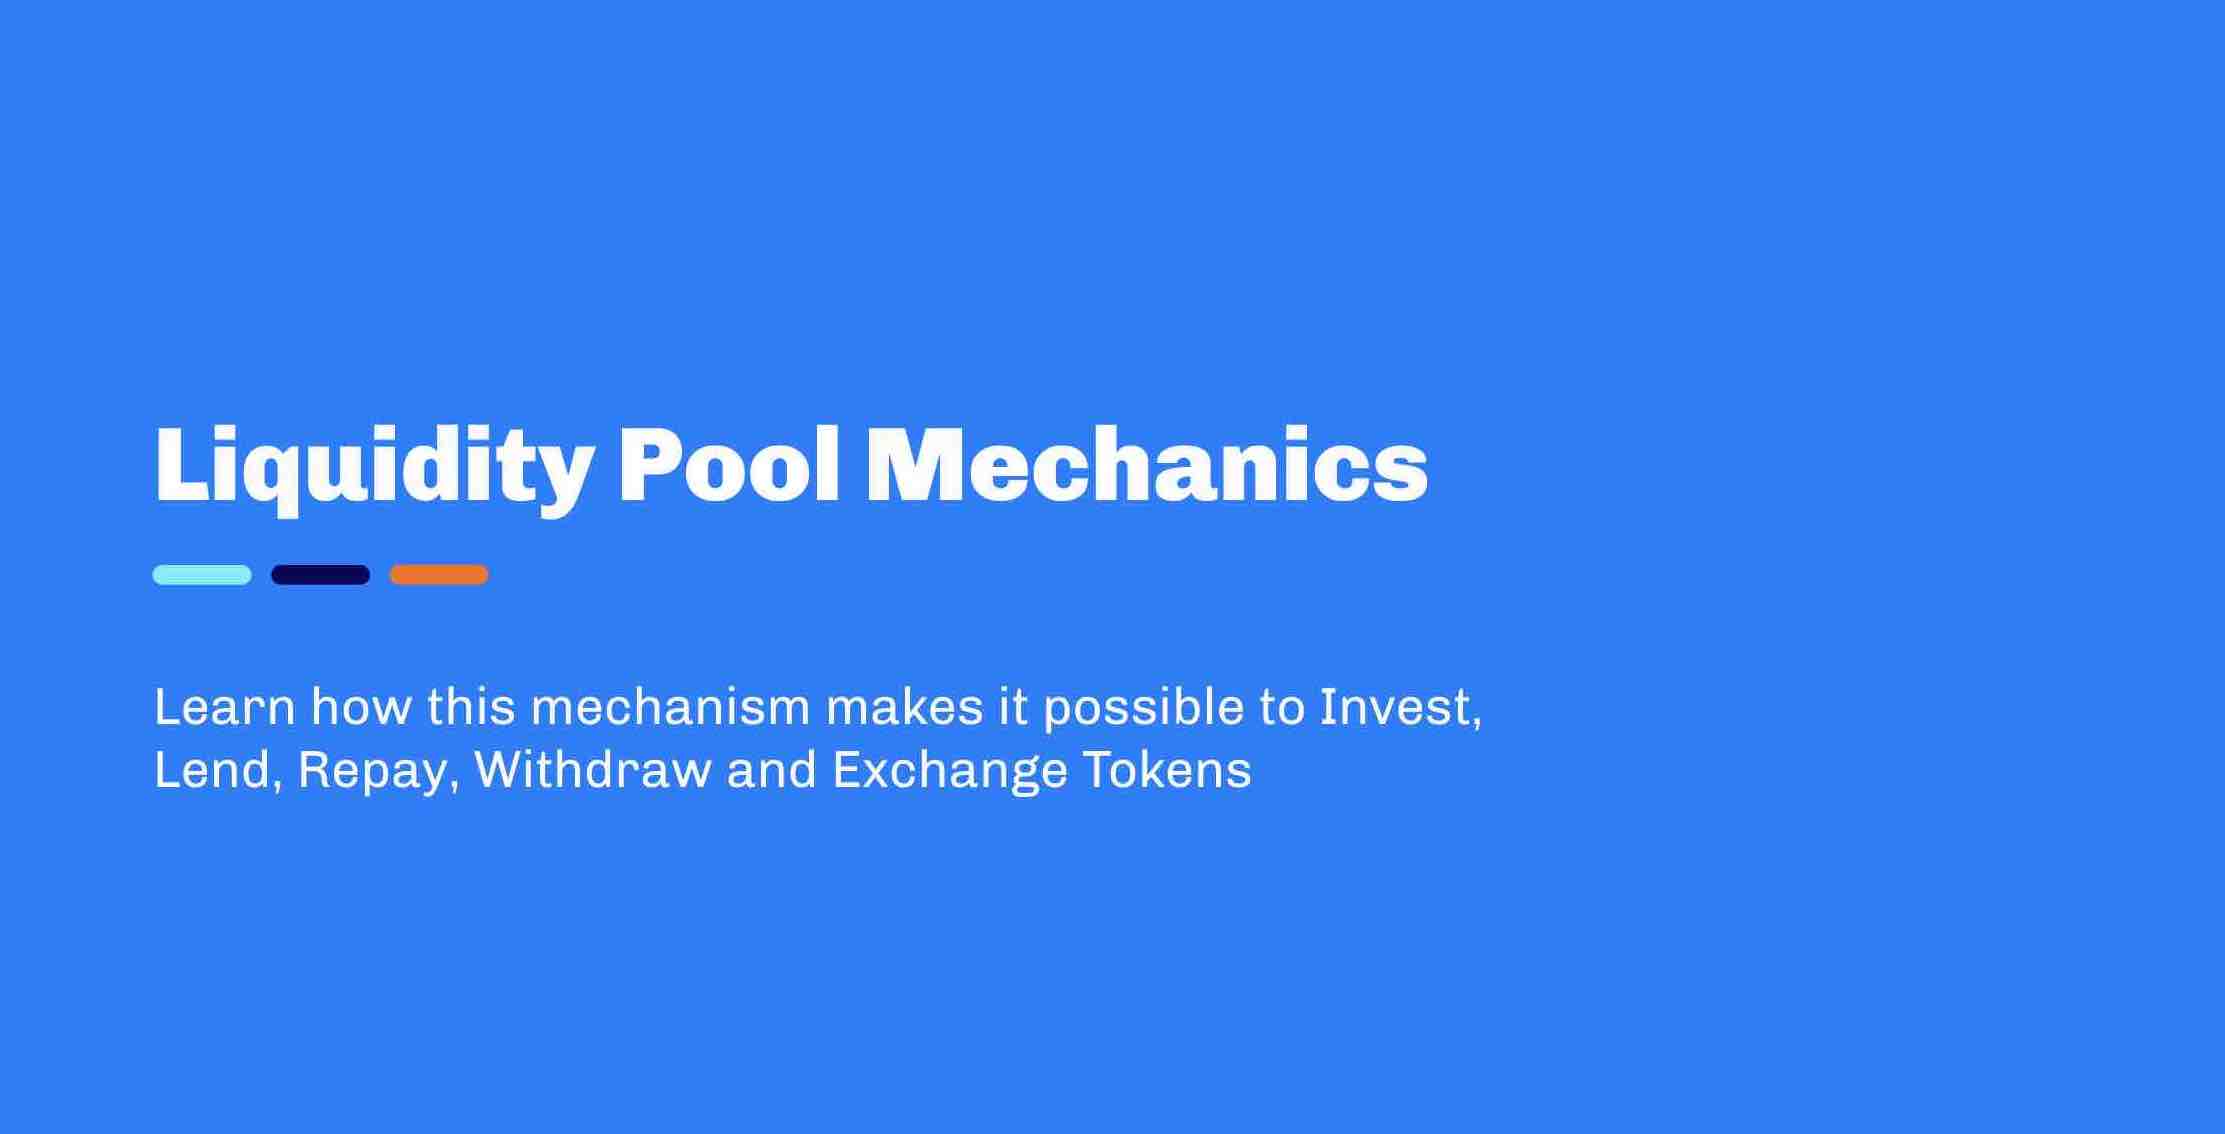 Liquidity Pool Mechanics
Learn how this mechanism makes it possible to Invest,
Lend, Repay, Withdraw and Exchange Tokens